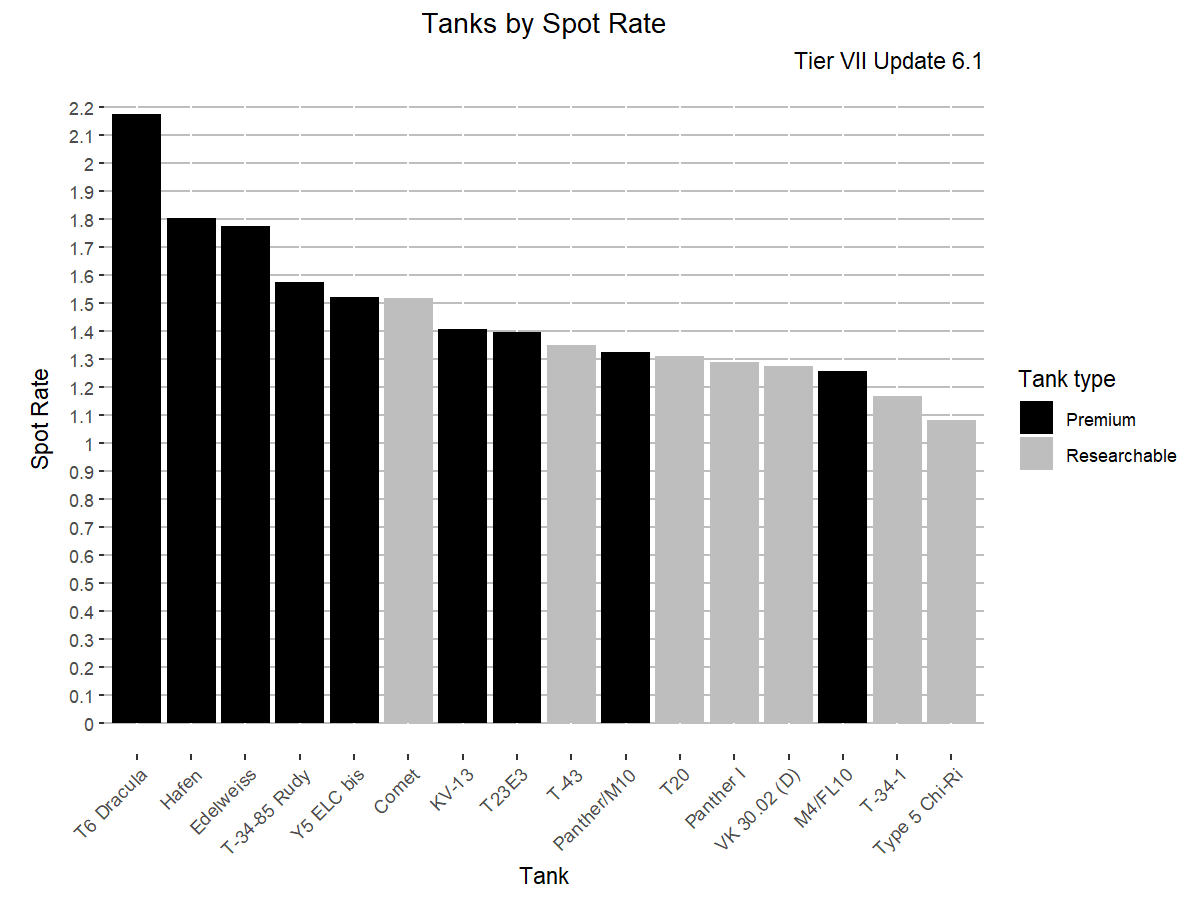 Tanks by Spot Rate
Tier VII Update 6.1
Spot Rate
2.2
2.1
2
1.9
1.8
1.7
1.6
1.5
1.4
1.3
1.2
1.1
1
0.9
0.8
0.7
0.6
0.5
0.4
0.3
0.2
0.1
0
T6 Dracula
Hafen
Edelweiss
T-34-85 Rudy
Y5 ELC bis
Comet
KV-13
T23E3
T-43
Panther/M10
T20
Panther I
VK 30.02 (D)
M4/FL10
T-34-1
Type 5 Chi-Ri
Tank
Tank type
Premium
Researchable